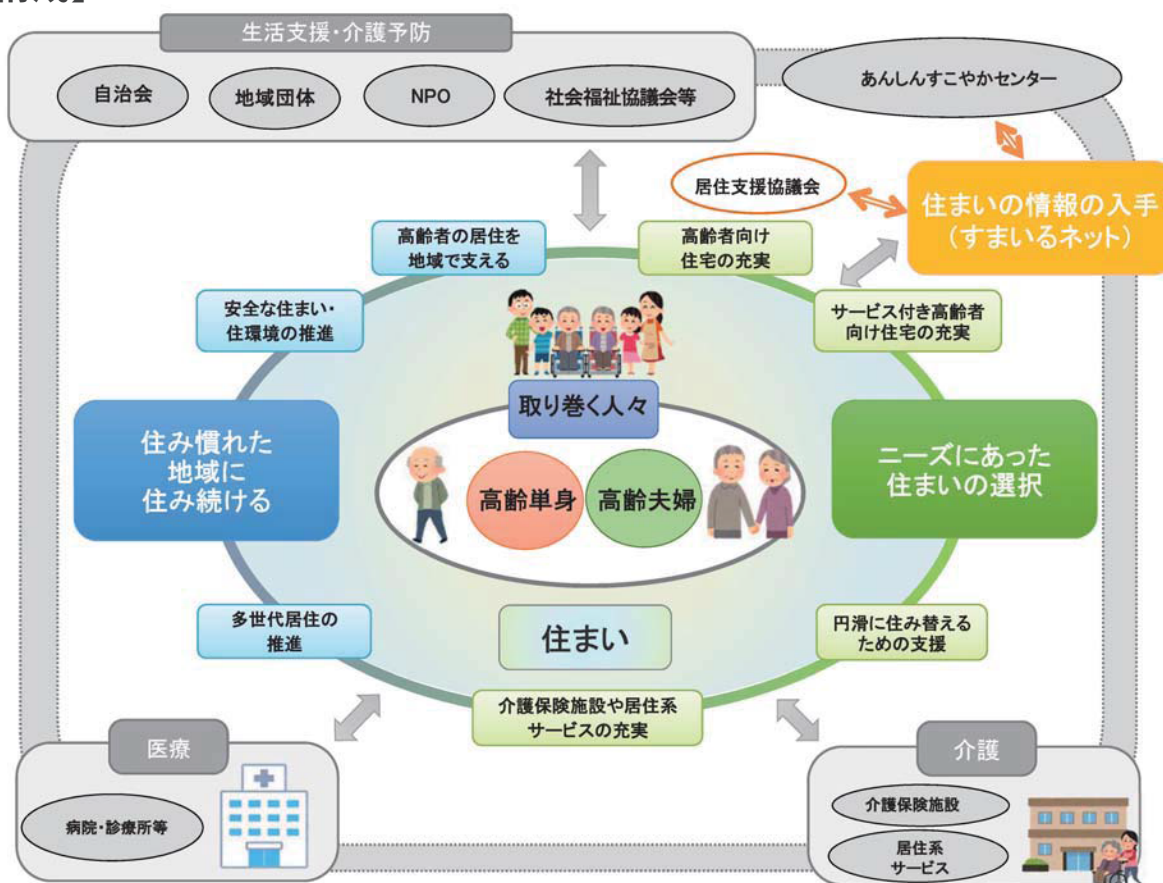 生活支援・介護予防
自治会
地域団体
NPO
社会福祉協議会等
あんしんすこやかセンター
居住支援協議会
住まいの情報の入手
(すまいるネット)
高齢者の居住を
地域で支える
高齢者向け
住宅の充実
安全な住まい・
住環境の推進
サービス付き高齢者
向け住宅の充実
取り巻く人々
住み慣れた
地域に
住み続ける
高齢単身
高齢夫婦
ニーズにあった
住まいの選択
多世代居住の
推進
住まい
円滑に住み替える
ための支援
介護保険施設や居住系
サービスの充実
医療
病院・診療所等
介護
介護保険施設
居住系
サービス